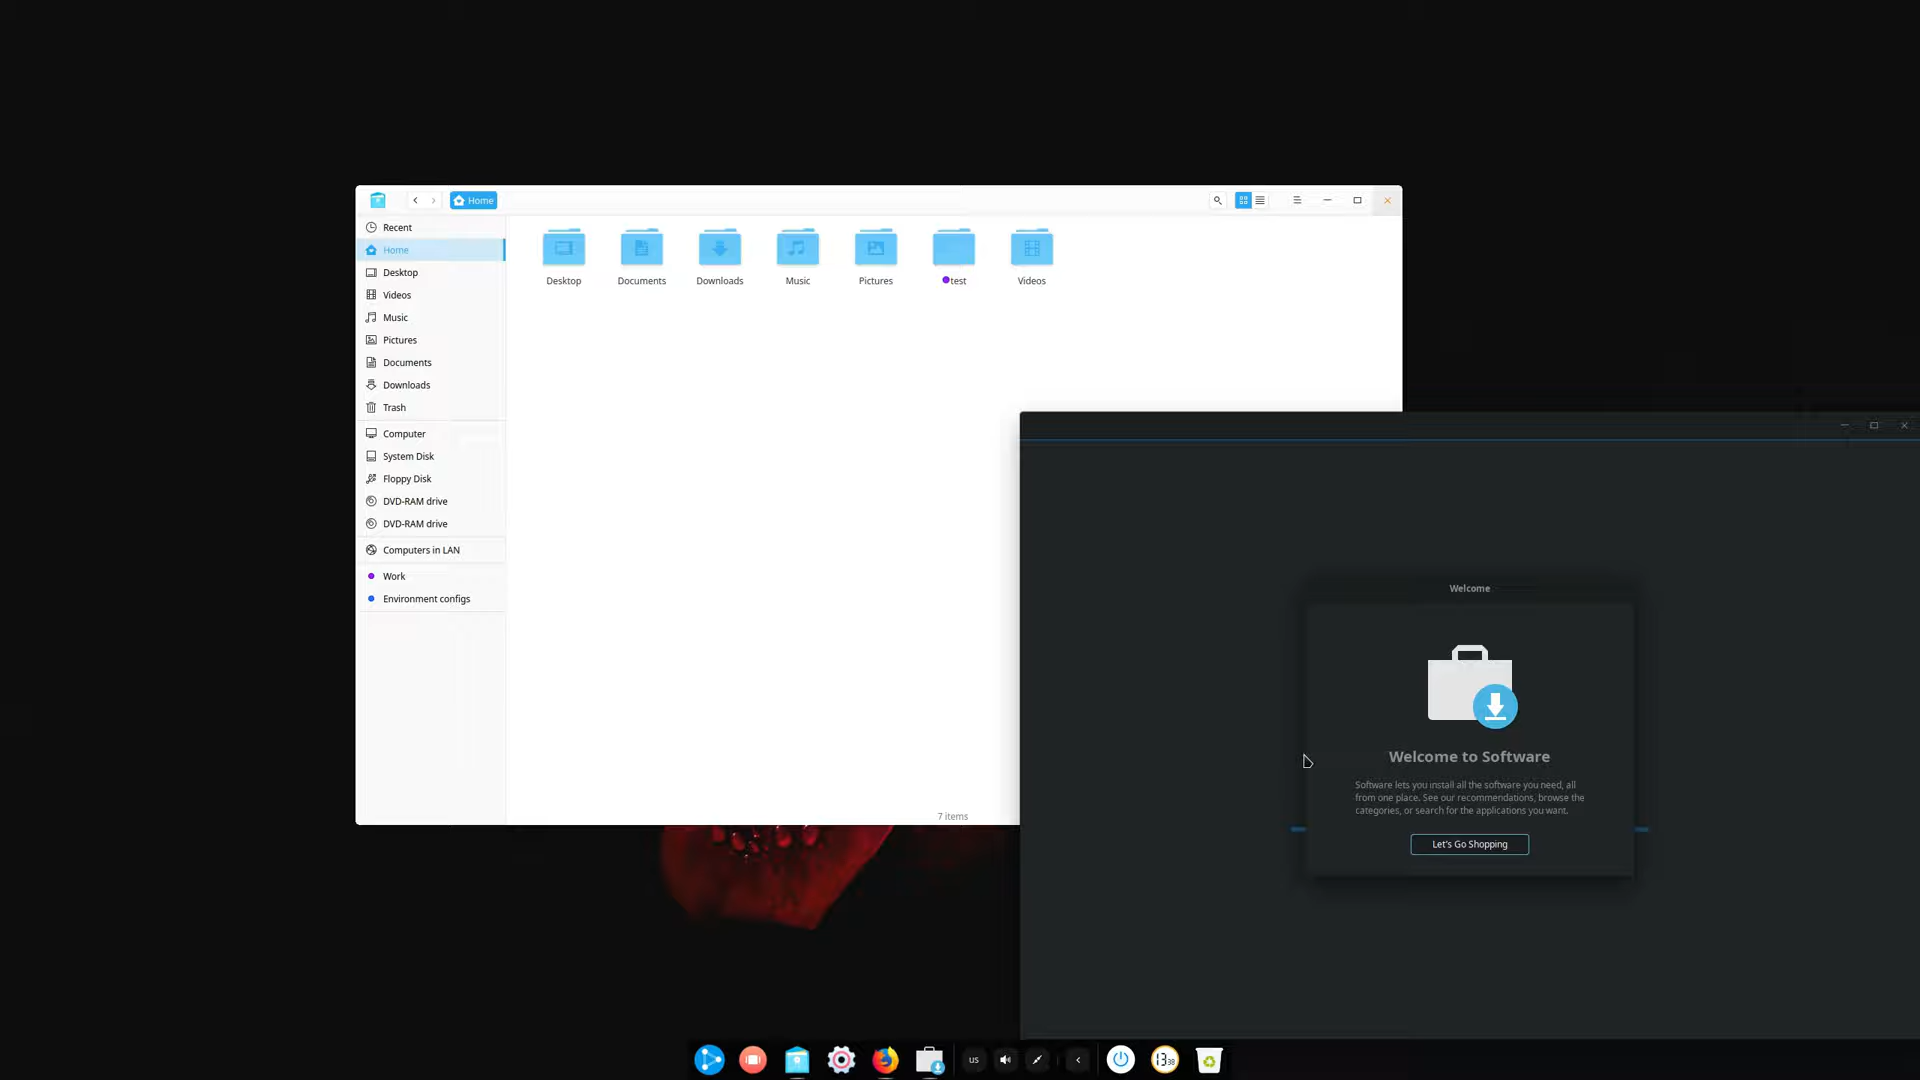 Home
Recent
Home
Desktop
Videos
Music
Pictures
Documents
Downloads
Trash
Computer
System Disk
Floppy Disk
DVD-RAM drive
DVD-RAM drive
Computers in LAN
Work
Environment configs
Desktop
Documents
Downloads
Music
Pictures
test
Videos
7 items
Welcome
Welcome to Software
Software lets you install all the software you need, all
from one place. See our recommendations, browse the
categories, or search for the applications you want.
Let's Go Shopping
us
13 38